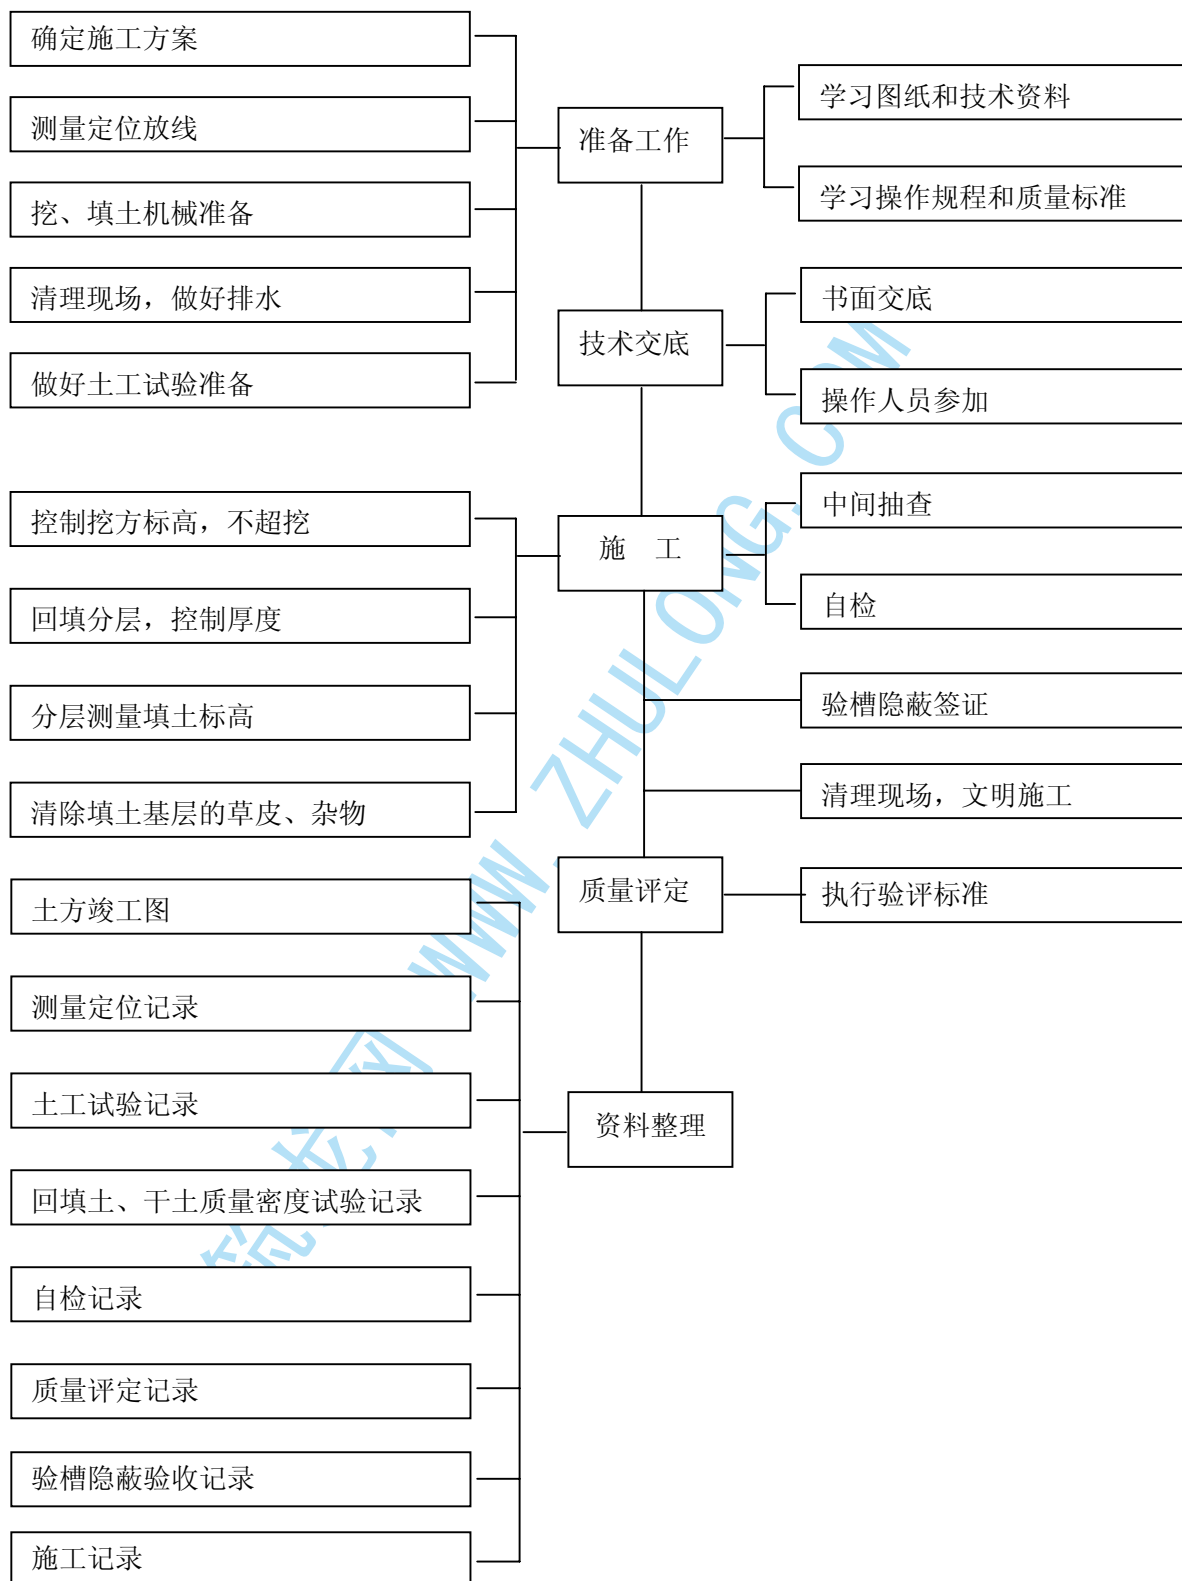 确定施工方案
测量定位放线
挖、填土机械准备
清理现场，做好排水
做好土工试验准备
准备工作
学习图纸和技术资料
学习操作规程和质量标准
技术交底
书面交底
操作人员参加
控制挖方标高，不超挖
回填分层，控制厚度
分层测量填土标高
清除填土基层的草皮、杂物
施 工
中间抽查
自检
验槽隐蔽签证
清理现场，文明施工
质量评定
执行验评标准
土方竣工图
测量定位记录
土工试验记录
回填土、干土质量密度试验记录
自检记录
质量评定记录
验槽隐蔽验收记录
施工记录
资料整理
筑龙网 WWW.ZHULONG.COM